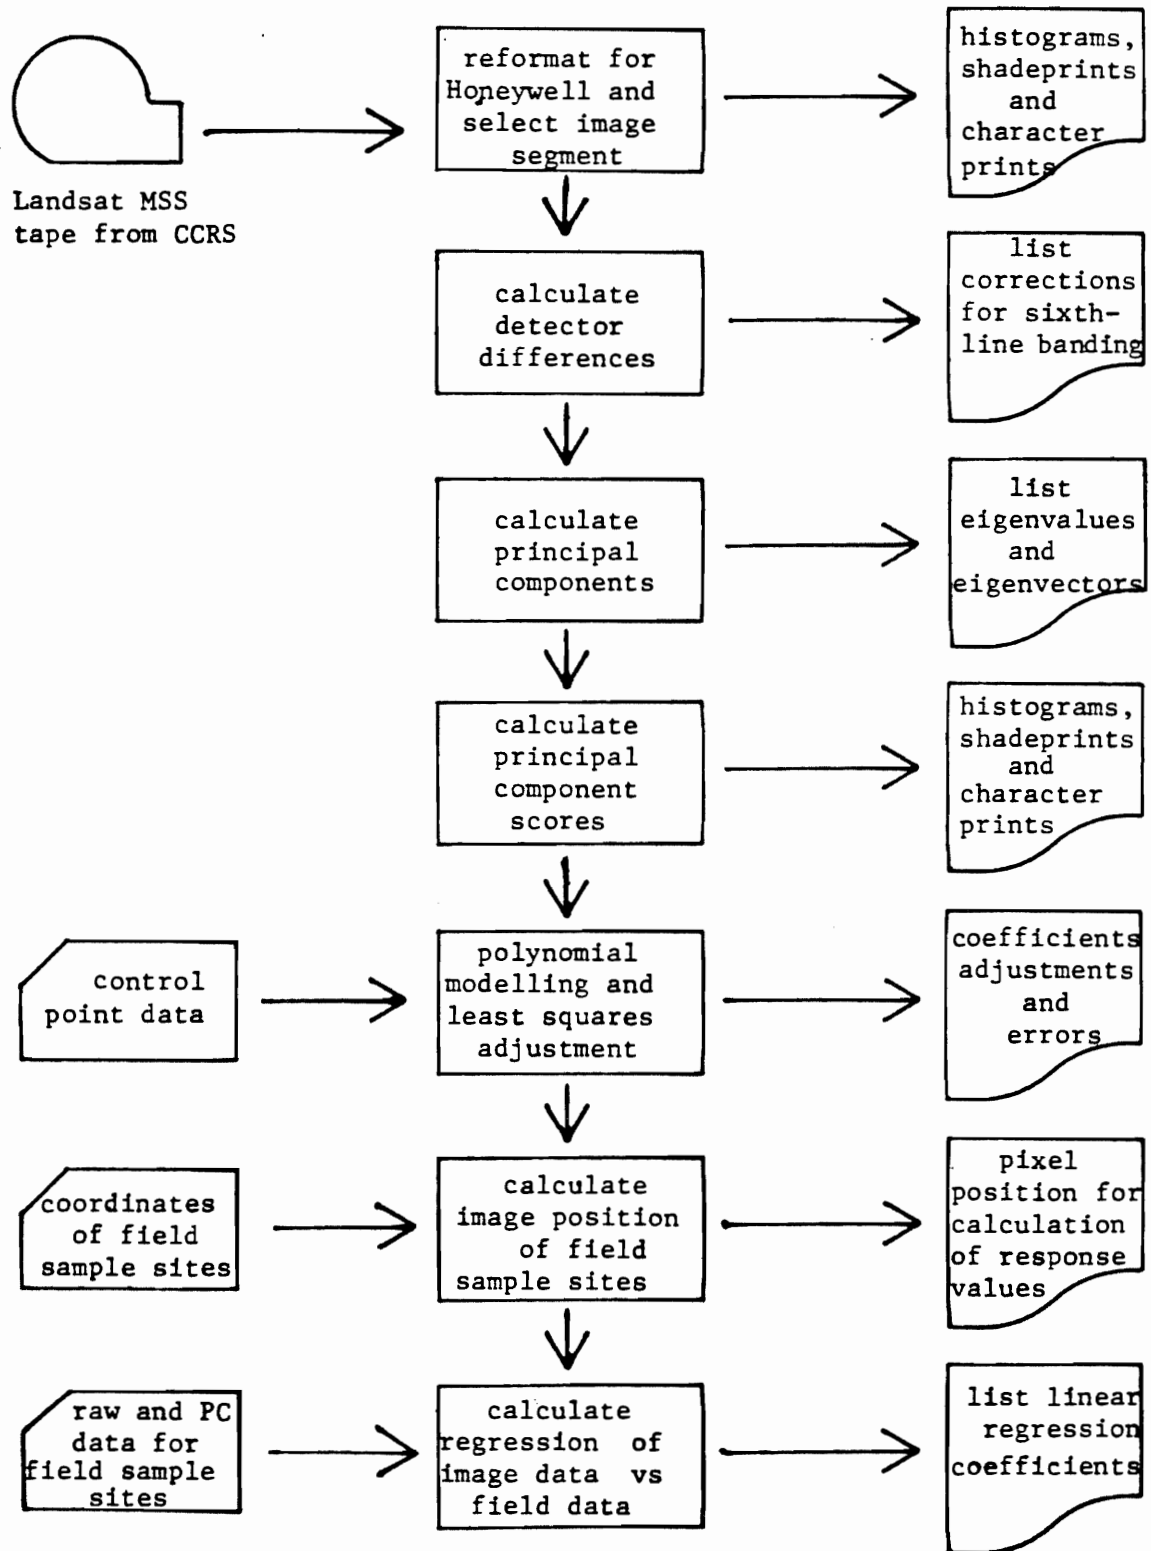 reformat for
Honeywell and
select image
segment
histograms,
shadeprints
and
character
prints
Landsat MSS
tape from CCRS
calculate
detector
differences
list
corrections
for sixth-
line banding
calculate
principal
components
list
eigenvalues
and
eigenvectors
calculate
principal
component
scores
histograms,
shadeprints
and
character
prints
control
point data
polynomial
modelling and
least squares
adjustment
coefficients
adjustments
and
errors
coordinates
of field
sample sites
calculate
image position
of field
sample sites
pixel
position for
calculation
of response
values
raw and PC
data for
field sample
sites
calculate
regression of
image data vs
field data
list linear
regression
coefficients